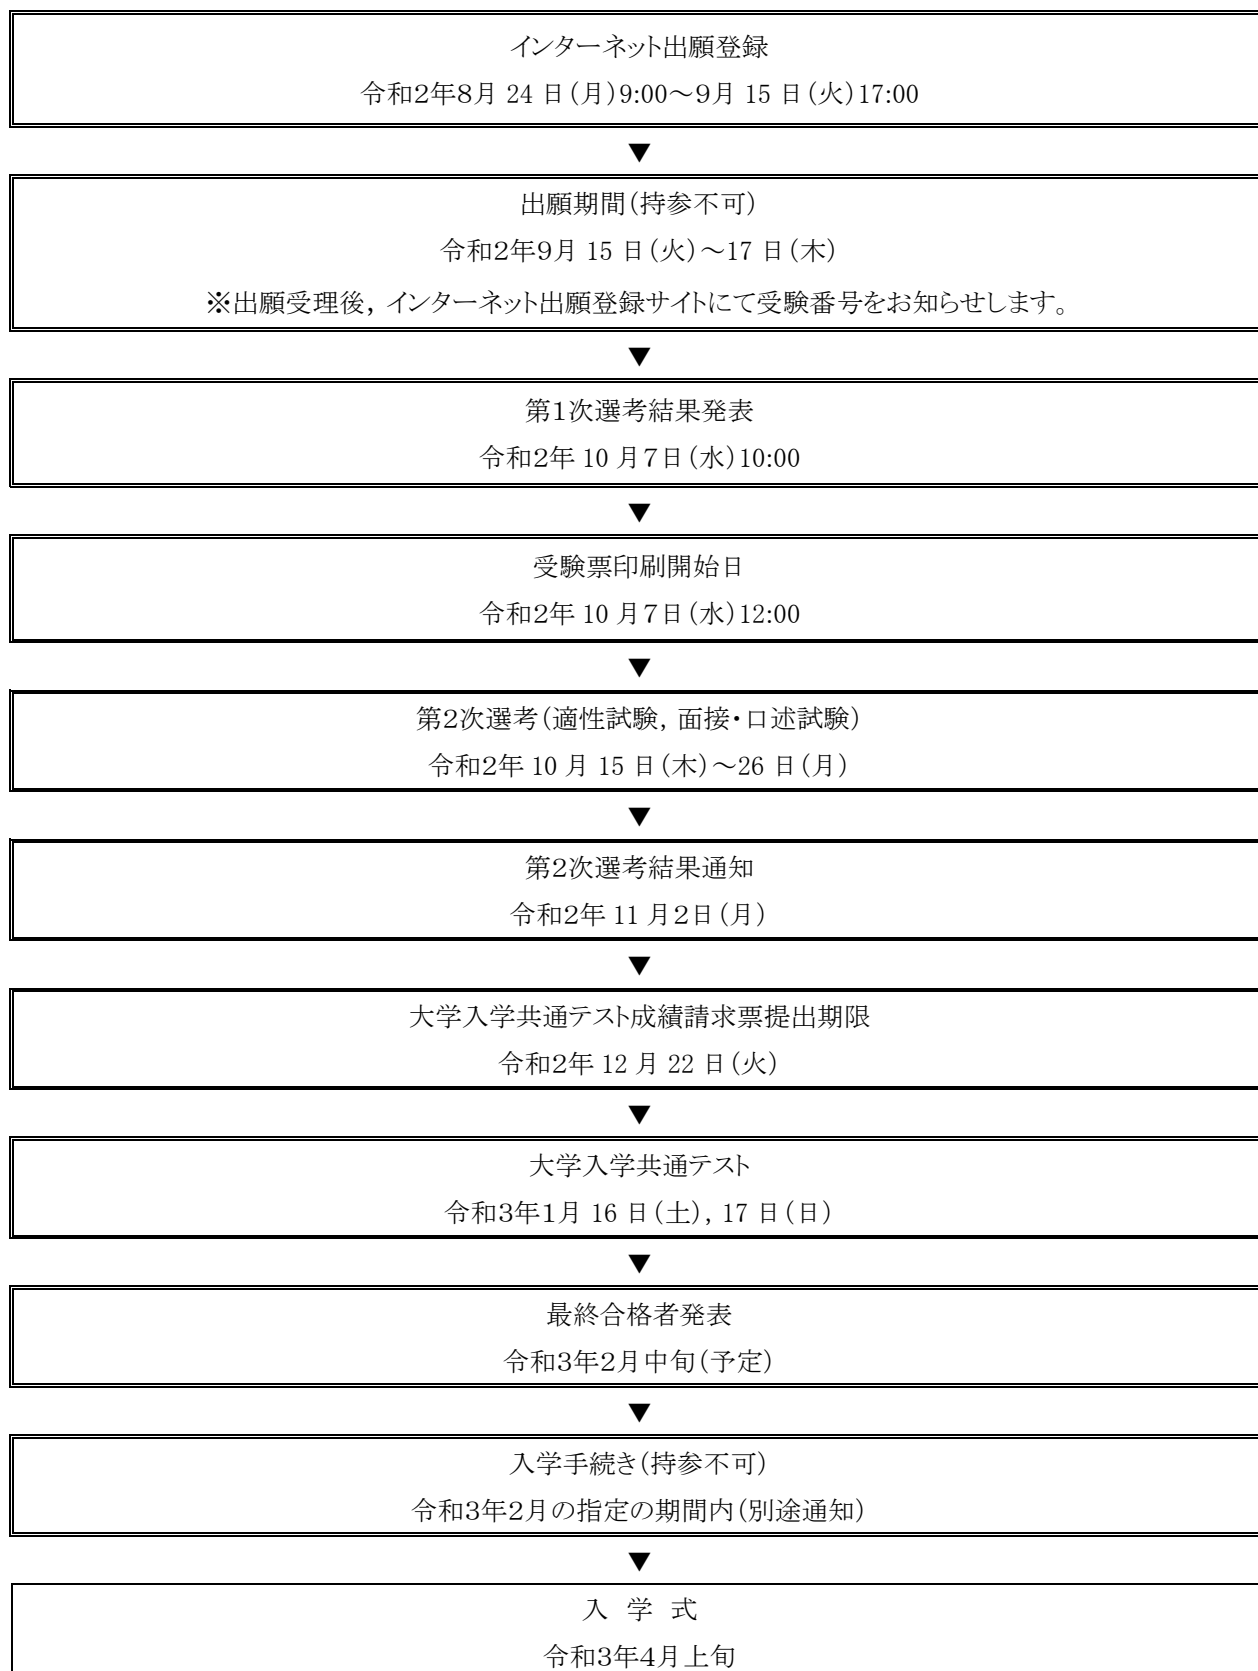 インターネット出願登録
令和2年8月 24 日(月)9:00~9月 15 日(火)17:00
▼
出願期間(持参不可)
令和2年9月 15 日(火)~17 日(木)
※出願受理後, インターネット出願登録サイトにて受験番号をお知らせします。
▼
第1次選考結果発表
令和2年 10 月7日(水)10:00
▼
受験票印刷開始日
令和2年 10 月7日(水)12:00
▼
第2次選考(適性試験, 面接・口述試験)
令和2年 10 月 15 日(木)~26 日(月)
▼
第2次選考結果通知
令和2年 11 月2日(月)
▼
大学入学共通テスト成績請求票提出期限
令和2年 12 月 22 日(火)
▼
大学入学共通テスト
令和3年1月 16 日(土), 17 日(日)
▼
最終合格者発表
令和3年2月中旬(予定)
▼
入学手続き(持参不可)
令和3年2月の指定の期間内(別途通知)
▼
入 学 式
令和3年4月上旬